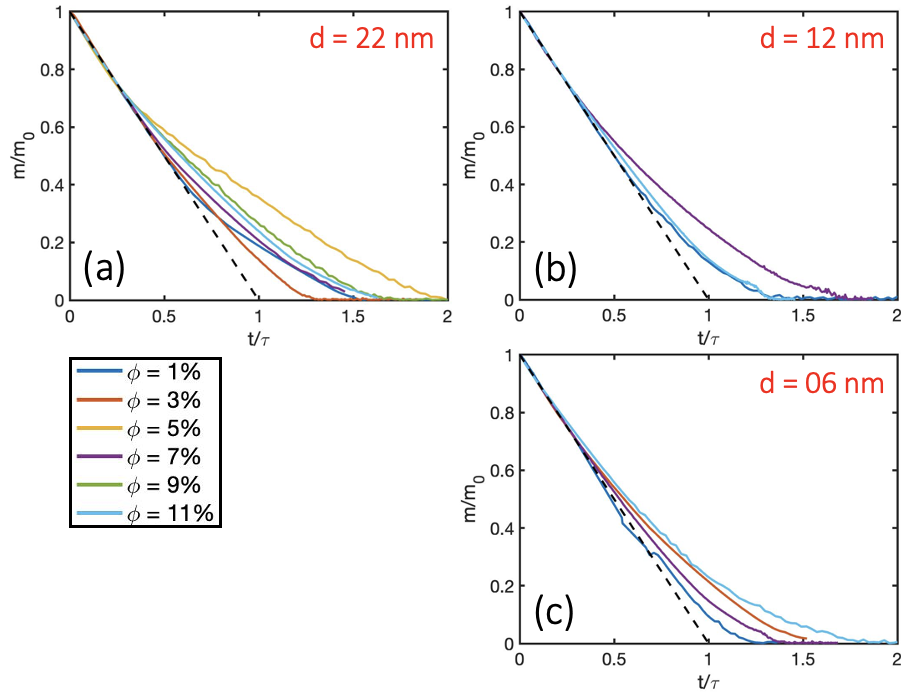 d = 22 nm
1
0.8
0.6
0.4
0.2
0
m/m0
(a)
0 0.5 1 1.5 2
t/τ
d = 12 nm
1
0.8
0.6
0.4
0.2
0
m/m0
(b)
0 0.5 1 1.5 2
t/τ
ϕ = 1%
ϕ = 3%
ϕ = 5%
ϕ = 7%
ϕ = 9%
ϕ = 11%
d = 06 nm
1
0.8
0.6
0.4
0.2
0
m/m0
(c)
0 0.5 1 1.5 2
t/τ